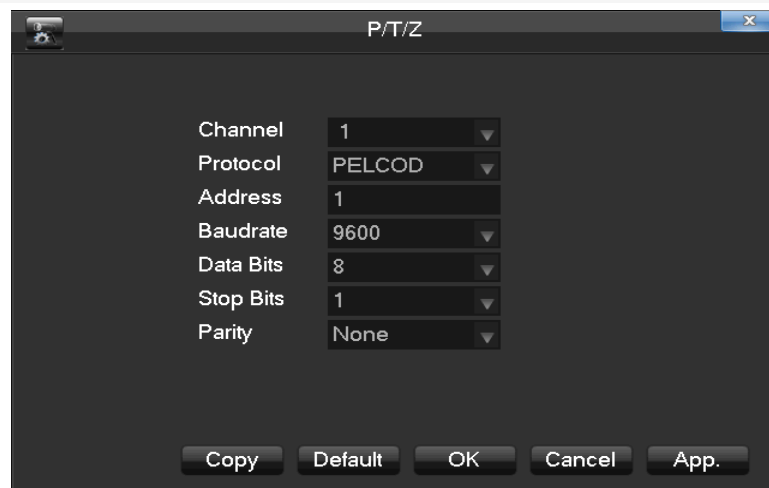 P/T/Z
x
Channel 1
Protocol PELCOD
Address 1
Baudrate 9600
Data Bits 8
Stop Bits 1
Parity None
Copy Default OK Cancel App.